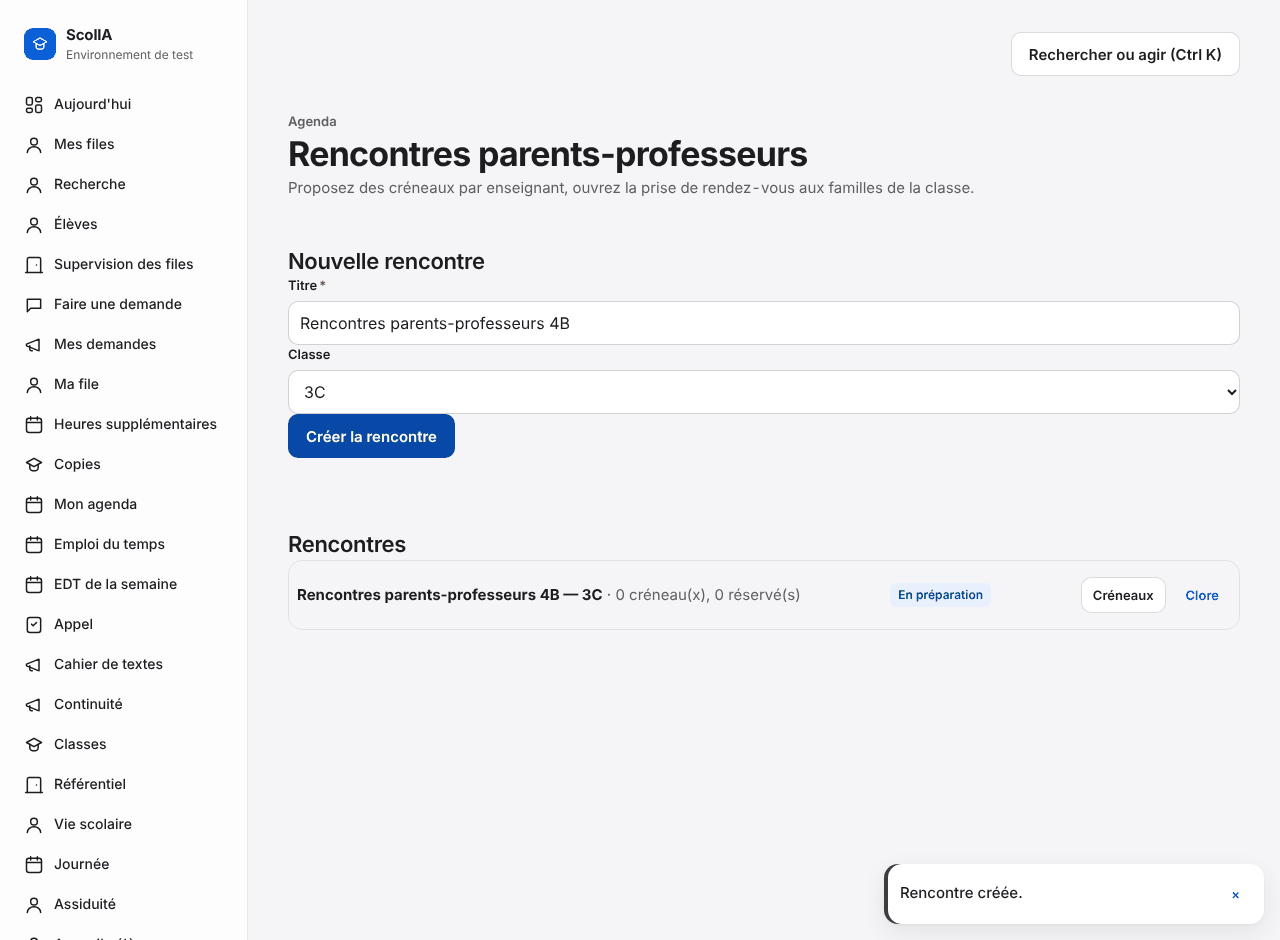 ScolIA
Environnement de test
Aujourd'hui
Mes files
Recherche
Élèves
Supervision des files
Faire une demande
Mes demandes
Ma file
Heures supplémentaires
Copies
Mon agenda
Emploi du temps
EDT de la semaine
Appel
Cahier de textes
Continuité
Classes
Référentiel
Vie scolaire
Journée
Assiduité
Rechercher ou agir (Ctrl K)
Agenda
Rencontres parents-professeurs
Proposez des créneaux par enseignant, ouvrez la prise de rendez-vous aux familles de la classe.
Nouvelle rencontre
Titre *
Rencontres parents-professeurs 4B
Classe
3C
Créer la rencontre
Rencontres
Rencontres parents-professeurs 4B — 3C · 0 créneau(x), 0 réservé(s) En préparation Créneaux Clore
Rencontre créée. ×